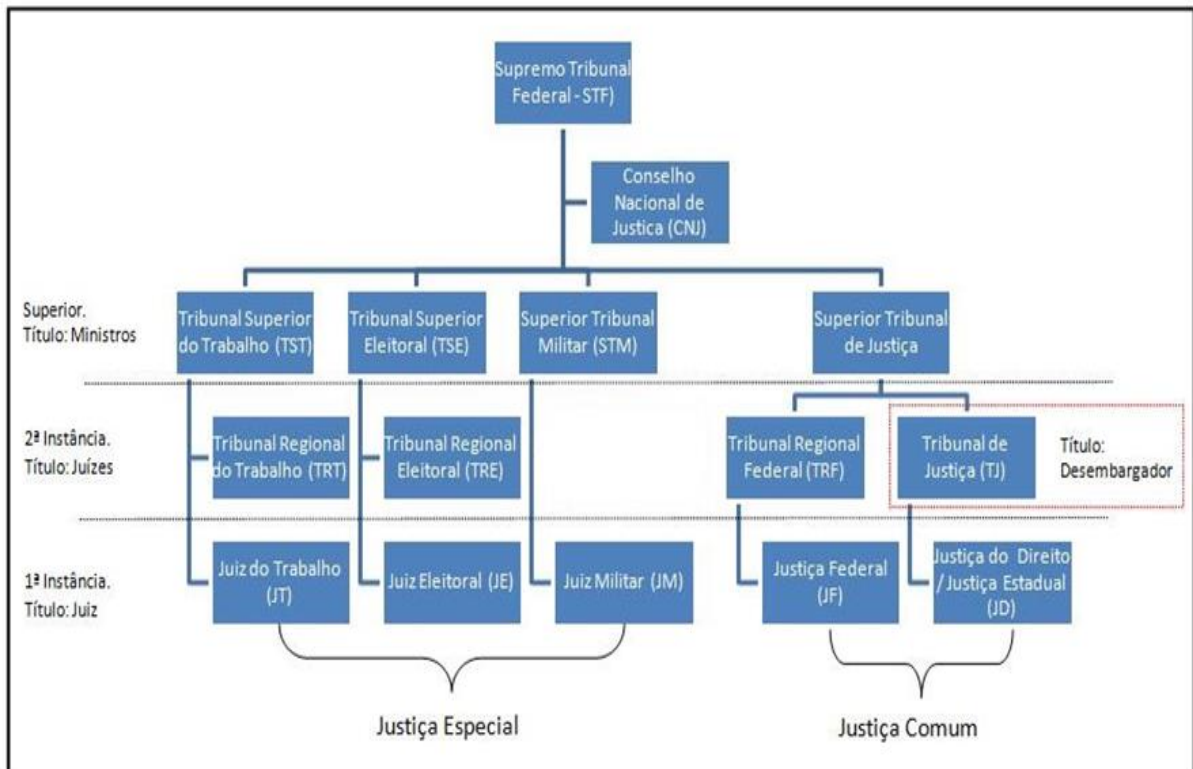 Supremo Tribunal
Federal - STF)
Conselho
Nacional de
Justica (CNJ)
Superior.
Título: Ministros
Tribunal Superior
do Trabalho (TST)
Tribunal Superior
Eleitoral (TSE)
Superior Tribunal
Militar (STM)
Superior Tribunal
de Justiça
2ª Instância.
Título: Juízes
Tribunal Regional
do Trabalho (TRT)
Tribunal Regional
Eleitoral (TRE)
Tribunal Regional
Federal (TRF)
Tribunal de
Justiça (TJ)
Título:
Desembargador
1ª Instância.
Título: Juiz
Juiz do Trabalho
(JT)
Juiz Eleitoral (JE)
Juiz Militar (JM)
Justiça Federal
(JF)
Justiça do Direito
/ Justiça Estadual
(JD)
Justiça Especial
Justiça Comum